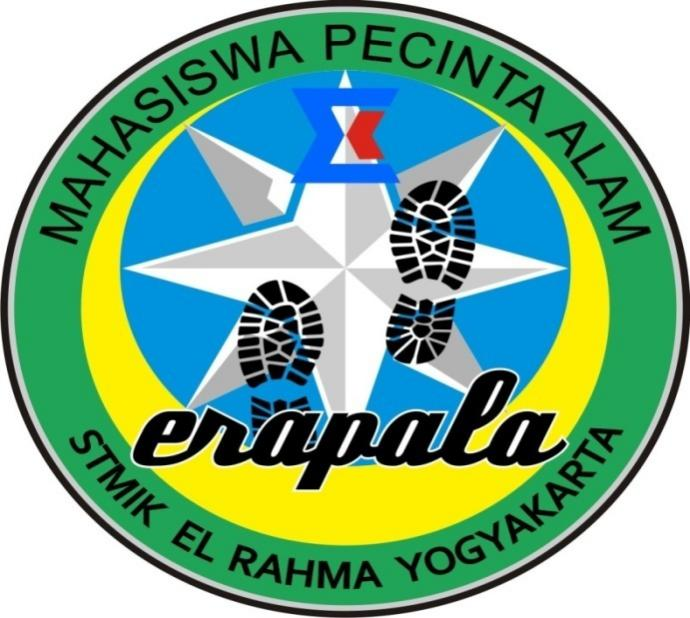 MAHASISWA PECINTA ALAM
erapala
STMIK EL RAHMA YOGYAKARTA